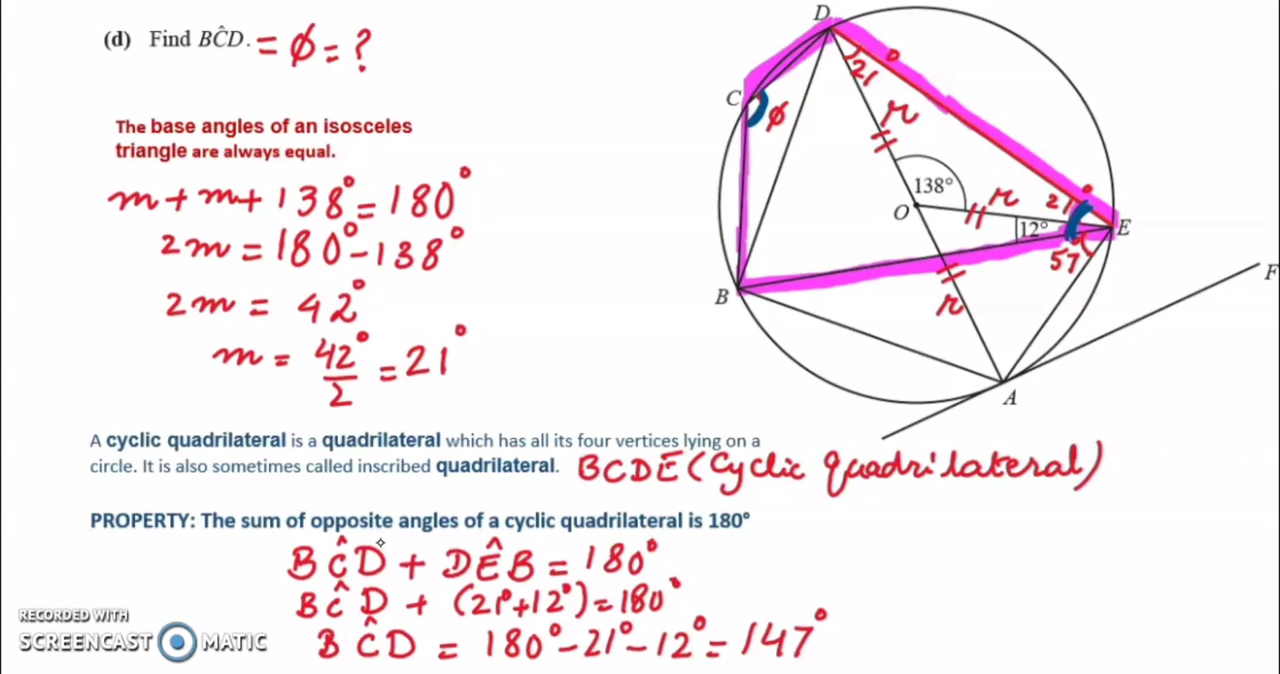 (d) Find BĈD. = ϕ = ?
The base angles of an isosceles
triangle are always equal.
m + m + 138° = 180°
2m = 180° - 138°
2m = 42°
m = 42°/2 = 21°
D
21°
C
ϕ
r
138°
O
r
21°
12°
E
57
B
r
F
A
A cyclic quadrilateral is a quadrilateral which has all its four vertices lying on a
circle. It is also sometimes called inscribed quadrilateral. BCDE (Cyclic quadrilateral)
PROPERTY: The sum of opposite angles of a cyclic quadrilateral is 180°
BĈD + DÊB = 180°
BĈD + (21°+12°) = 180°
BĈD = 180° - 21° - 12° = 147°
RECORDED WITH
SCREENCAST MATIC